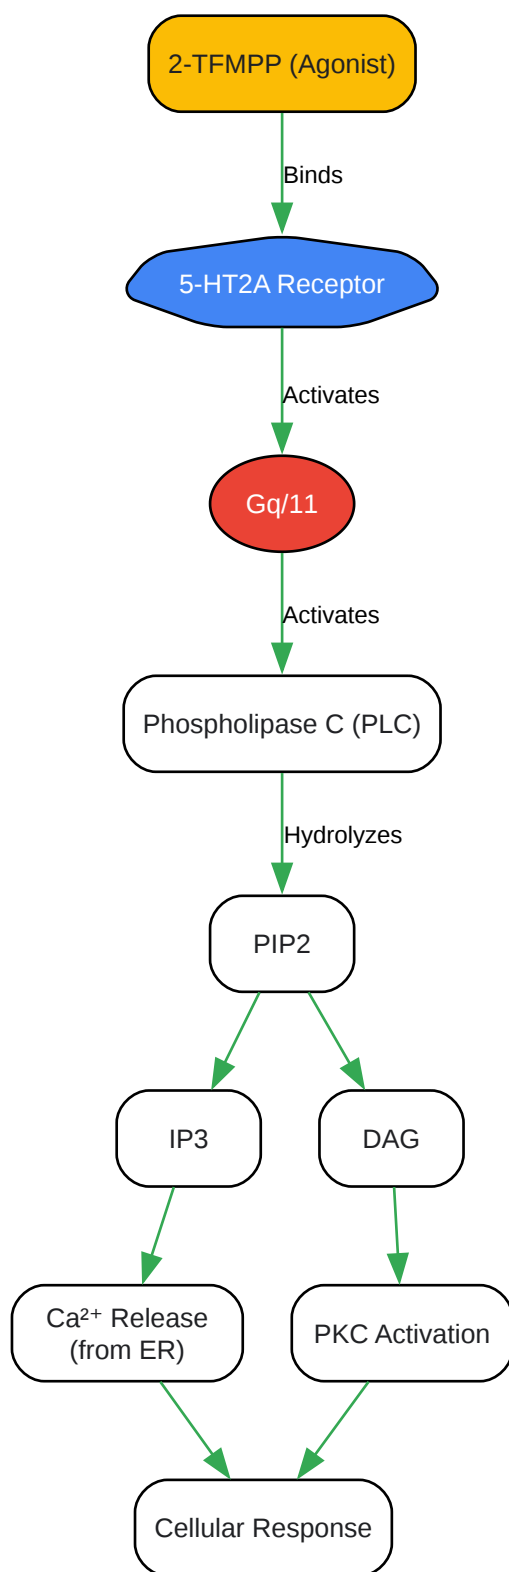 2-TFMPP (Agonist)
Binds
5-HT2A Receptor
Activates
Gq/11
Activates
Phospholipase C (PLC)
Hydrolyzes
PIP2
IP3
DAG
Ca²⁺ Release
(from ER)
PKC Activation
Cellular Response